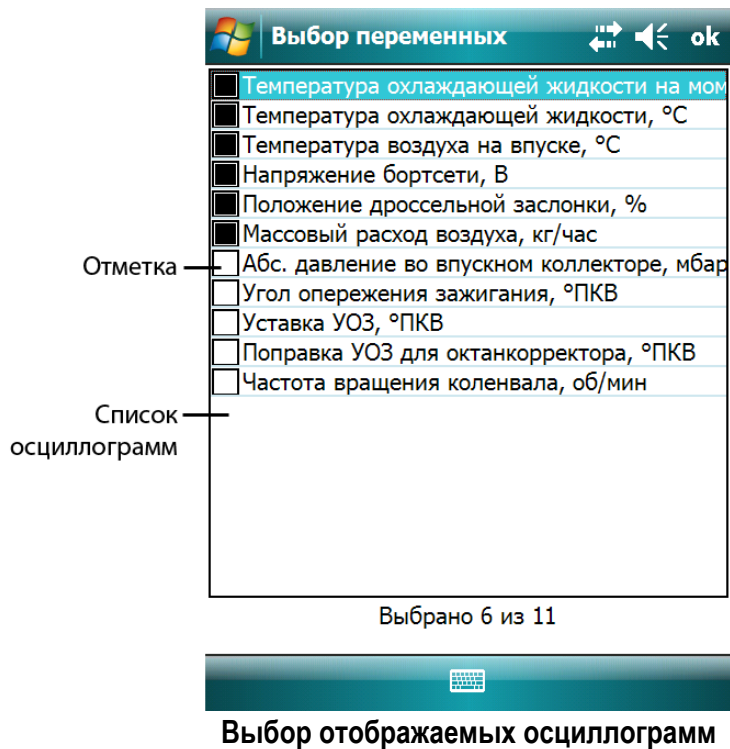 Выбор переменных
ok
Температура охлаждающей жидкости на мом
Температура охлаждающей жидкости, °C
Температура воздуха на впуске, °C
Напряжение бортсети, В
Положение дроссельной заслонки, %
Массовый расход воздуха, кг/час
Отметка
Абс. давление во впускном коллекторе, мбар
Угол опережения зажигания, °ПКВ
Уставка УОЗ, °ПКВ
Поправка УОЗ для октанкорректора, °ПКВ
Частота вращения коленвала, об/мин
Список
осциллограмм
Выбрано 6 из 11
Выбор отображаемых осциллограмм